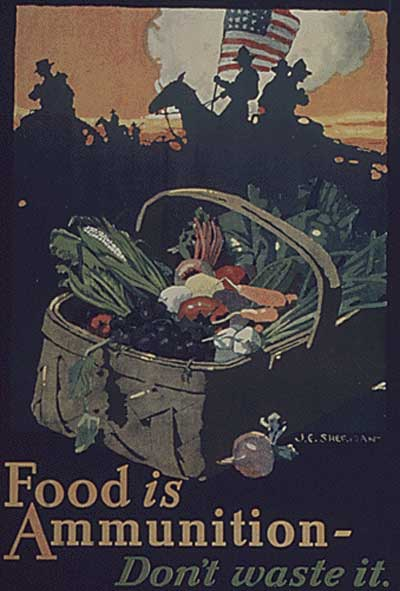 J.E. SHERIDAN
Food is
Ammunition-
Don't waste it.